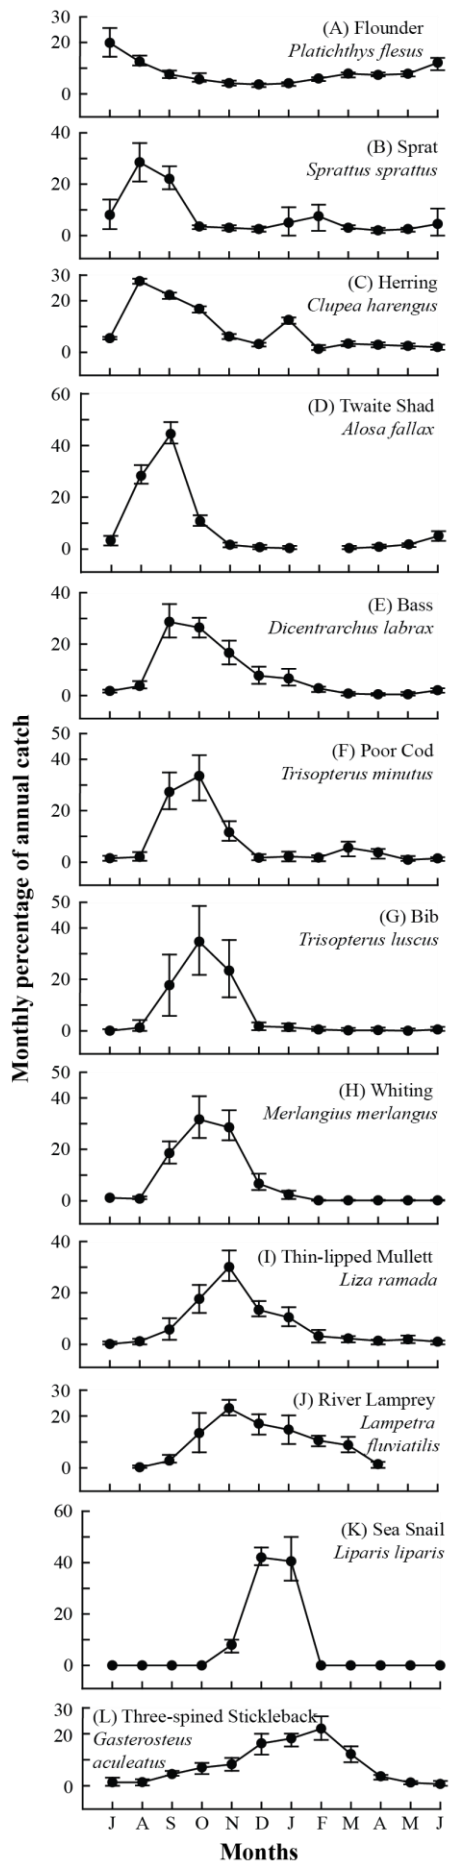 Monthly percentage of annual catch
30
20
0
(A) Flounder
Platichthys flesus
40
20
0
(B) Sprat
Sprattus sprattus
30
20
0
(C) Herring
Clupea harengus
60
40
20
0
(D) Twaite Shad
Alosa fallax
40
20
0
(E) Bass
Dicentrarchus labrax
50
40
20
0
(F) Poor Cod
Trisopterus minutus
50
40
20
0
(G) Bib
Trisopterus luscus
50
40
20
0
(H) Whiting
Merlangius merlangus
40
20
0
(I) Thin-lipped Mullett
Liza ramada
30
20
0
(J) River Lamprey
Lampetra
fluviatilis
60
40
20
0
(K) Sea Snail
Liparis liparis
30
20
0
(L) Three-spined Stickleback
Gasterosteus
aculeatus
J A S O N D J F M A M J
Months